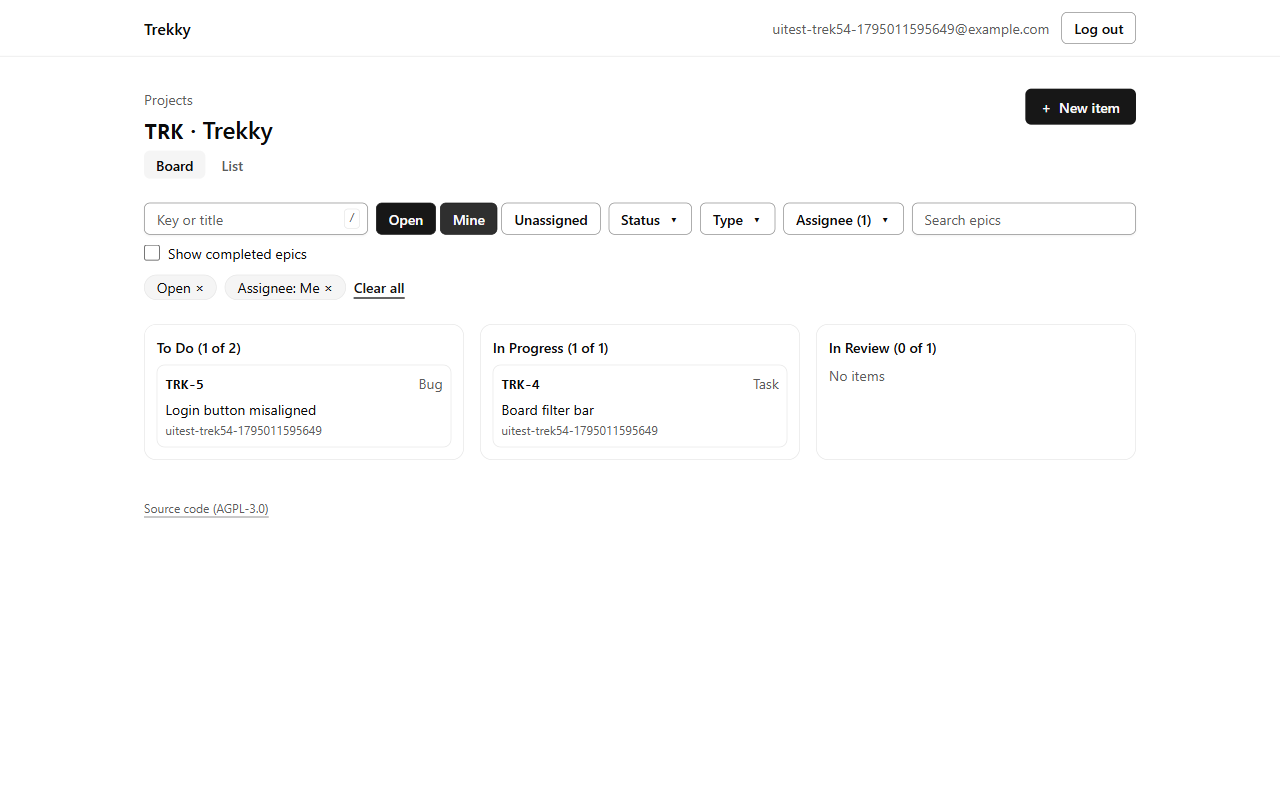 Trekky
uitest-trek54-1795011595649@example.com
Log out
Projects
TRK · Trekky
+ New item
Board
List
Key or title
/
Open
Mine
Unassigned
Status ▼
Type ▼
Assignee (1) ▼
Search epics
Show completed epics
Open ×
Assignee: Me ×
Clear all
To Do (1 of 2)
TRK-5
Bug
Login button misaligned
uitest-trek54-1795011595649
In Progress (1 of 1)
TRK-4
Task
Board filter bar
uitest-trek54-1795011595649
In Review (0 of 1)
No items
Source code (AGPL-3.0)